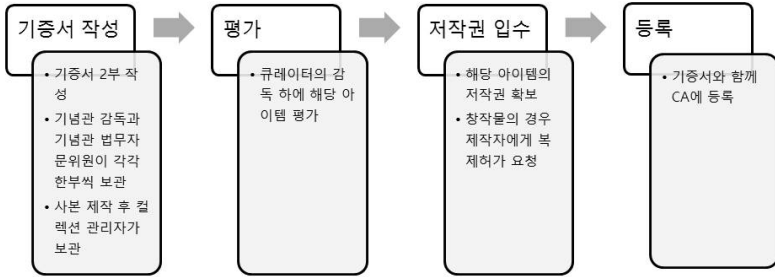 기증서 작성
• 기증서 2부 작
성
• 기념관 감독과
기념관 법무자
문위원이 각각
한부씩 보관
• 사본 제작 후 컬
렉션 관리자가
보관
평가
• 큐레이터의 감
독 하에 해당 아
이템 평가
저작권 입수
• 해당 아이템의
저작권 확보
• 창작물의 경우
제작자에게 복
제허가 요청
등록
• 기증서와 함께
CA에 등록